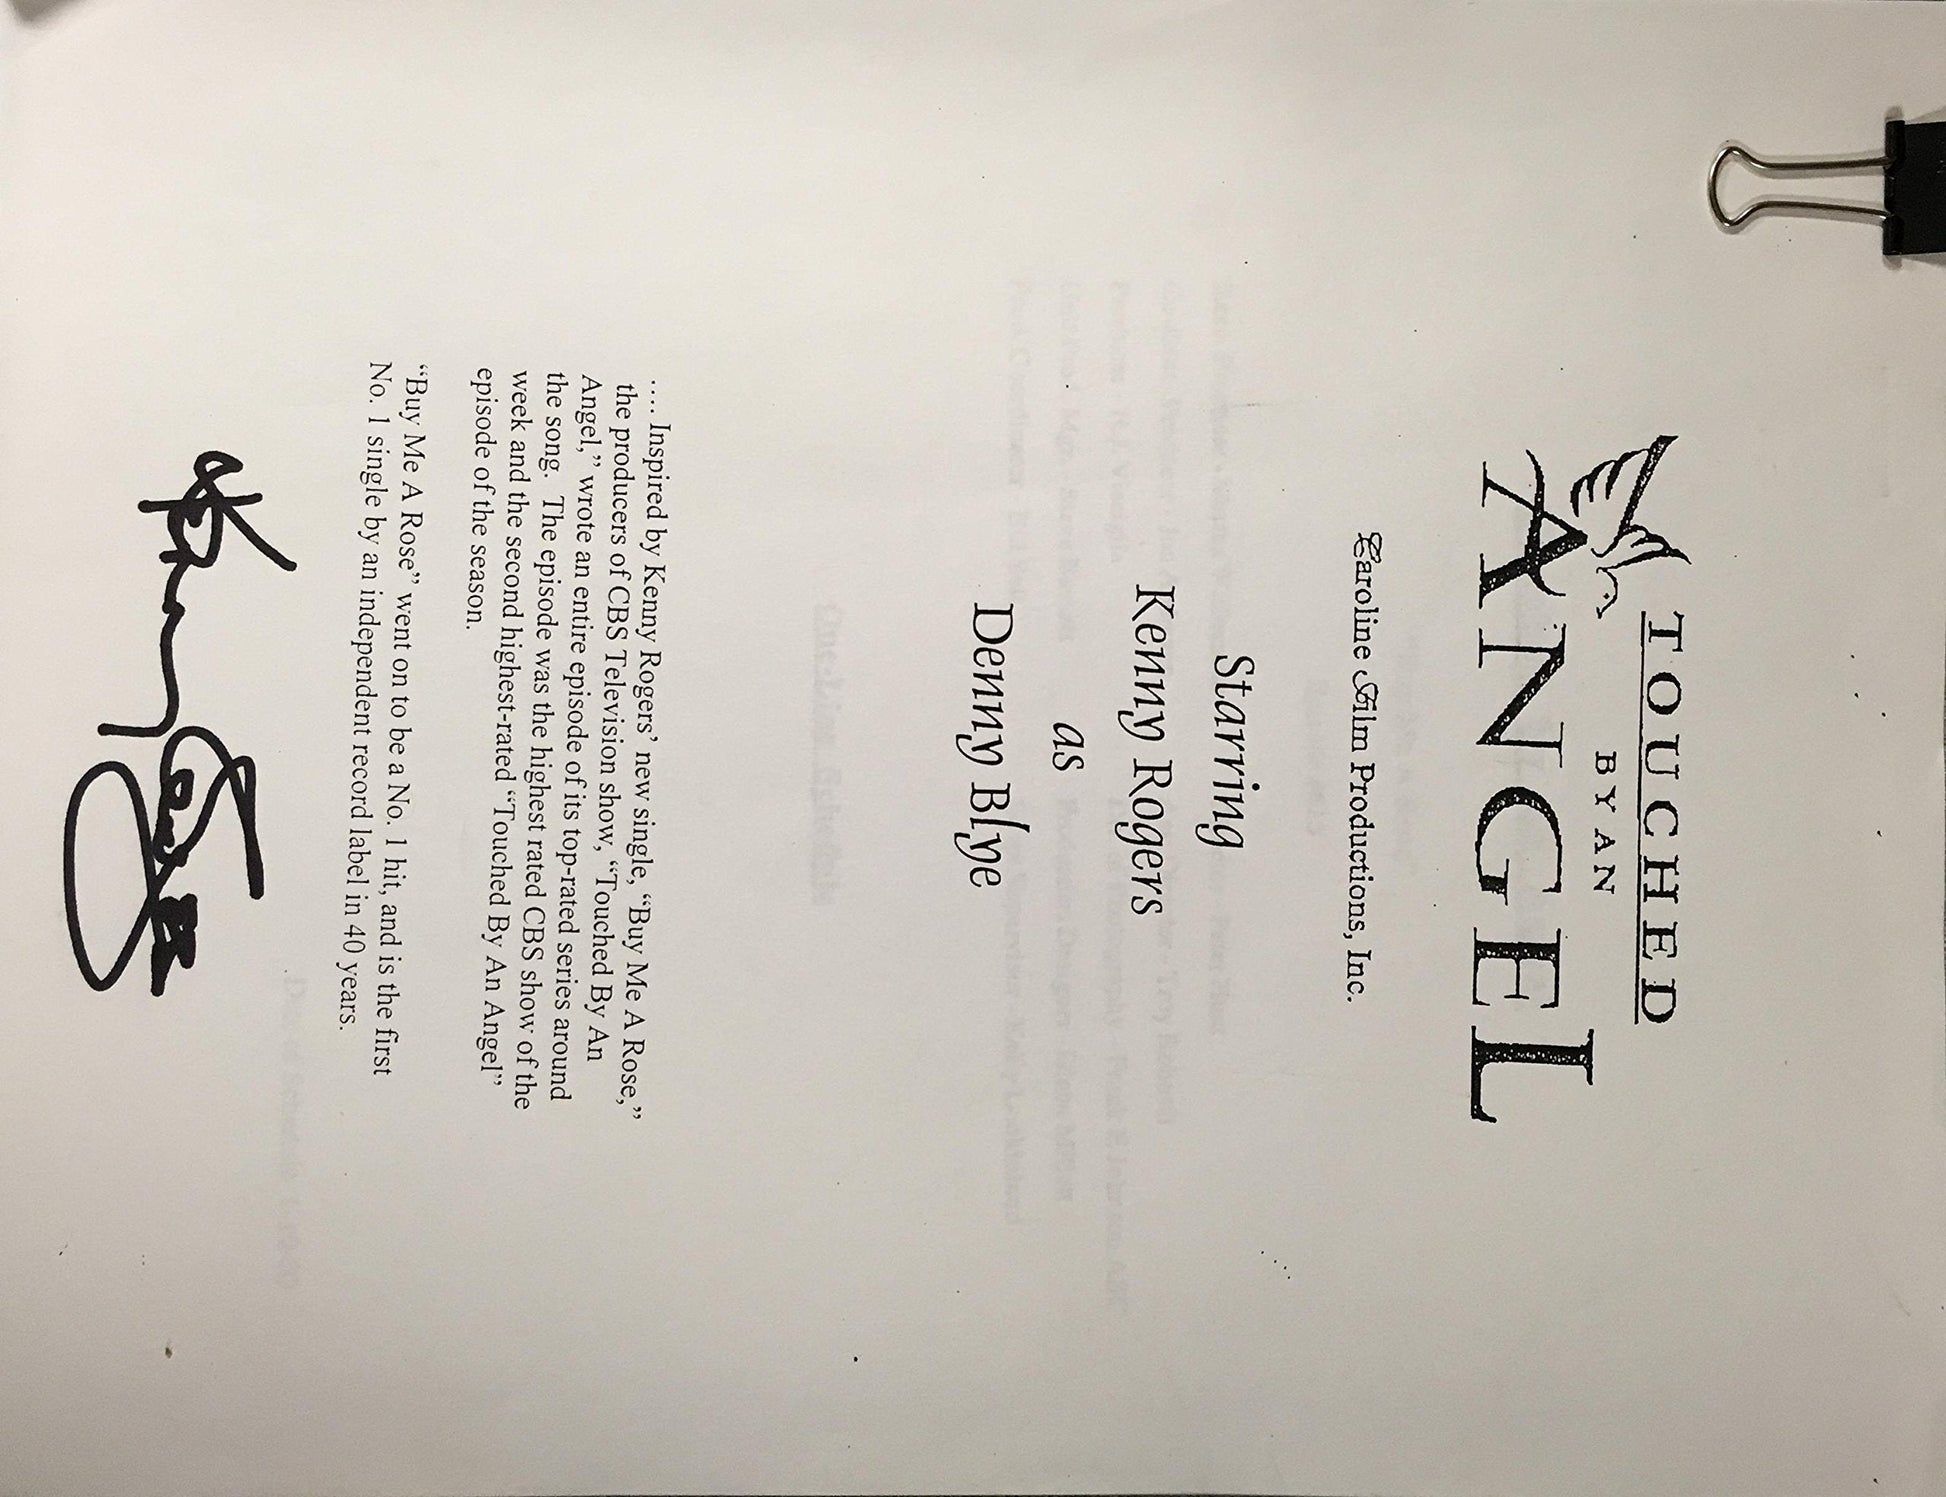 TOUCHED
BY AN
ANGEL
Caroline Film Productions, Inc.
Starring
Kenny Rogers
as
Denny Blye
.... Inspired by Kenny Rogers' new single, “Buy Me A Rose,”
the producers of CBS Television show, “Touched By An
Angel,” wrote an entire episode of its top-rated series around
the song.  The episode was the highest rated CBS show of the
week and the second highest-rated “Touched By An Angel”
episode of the season.
“Buy Me A Rose” went on to be a No. 1 hit, and is the first
No. 1 single by an independent record label in 40 years.
Kenny Rogers